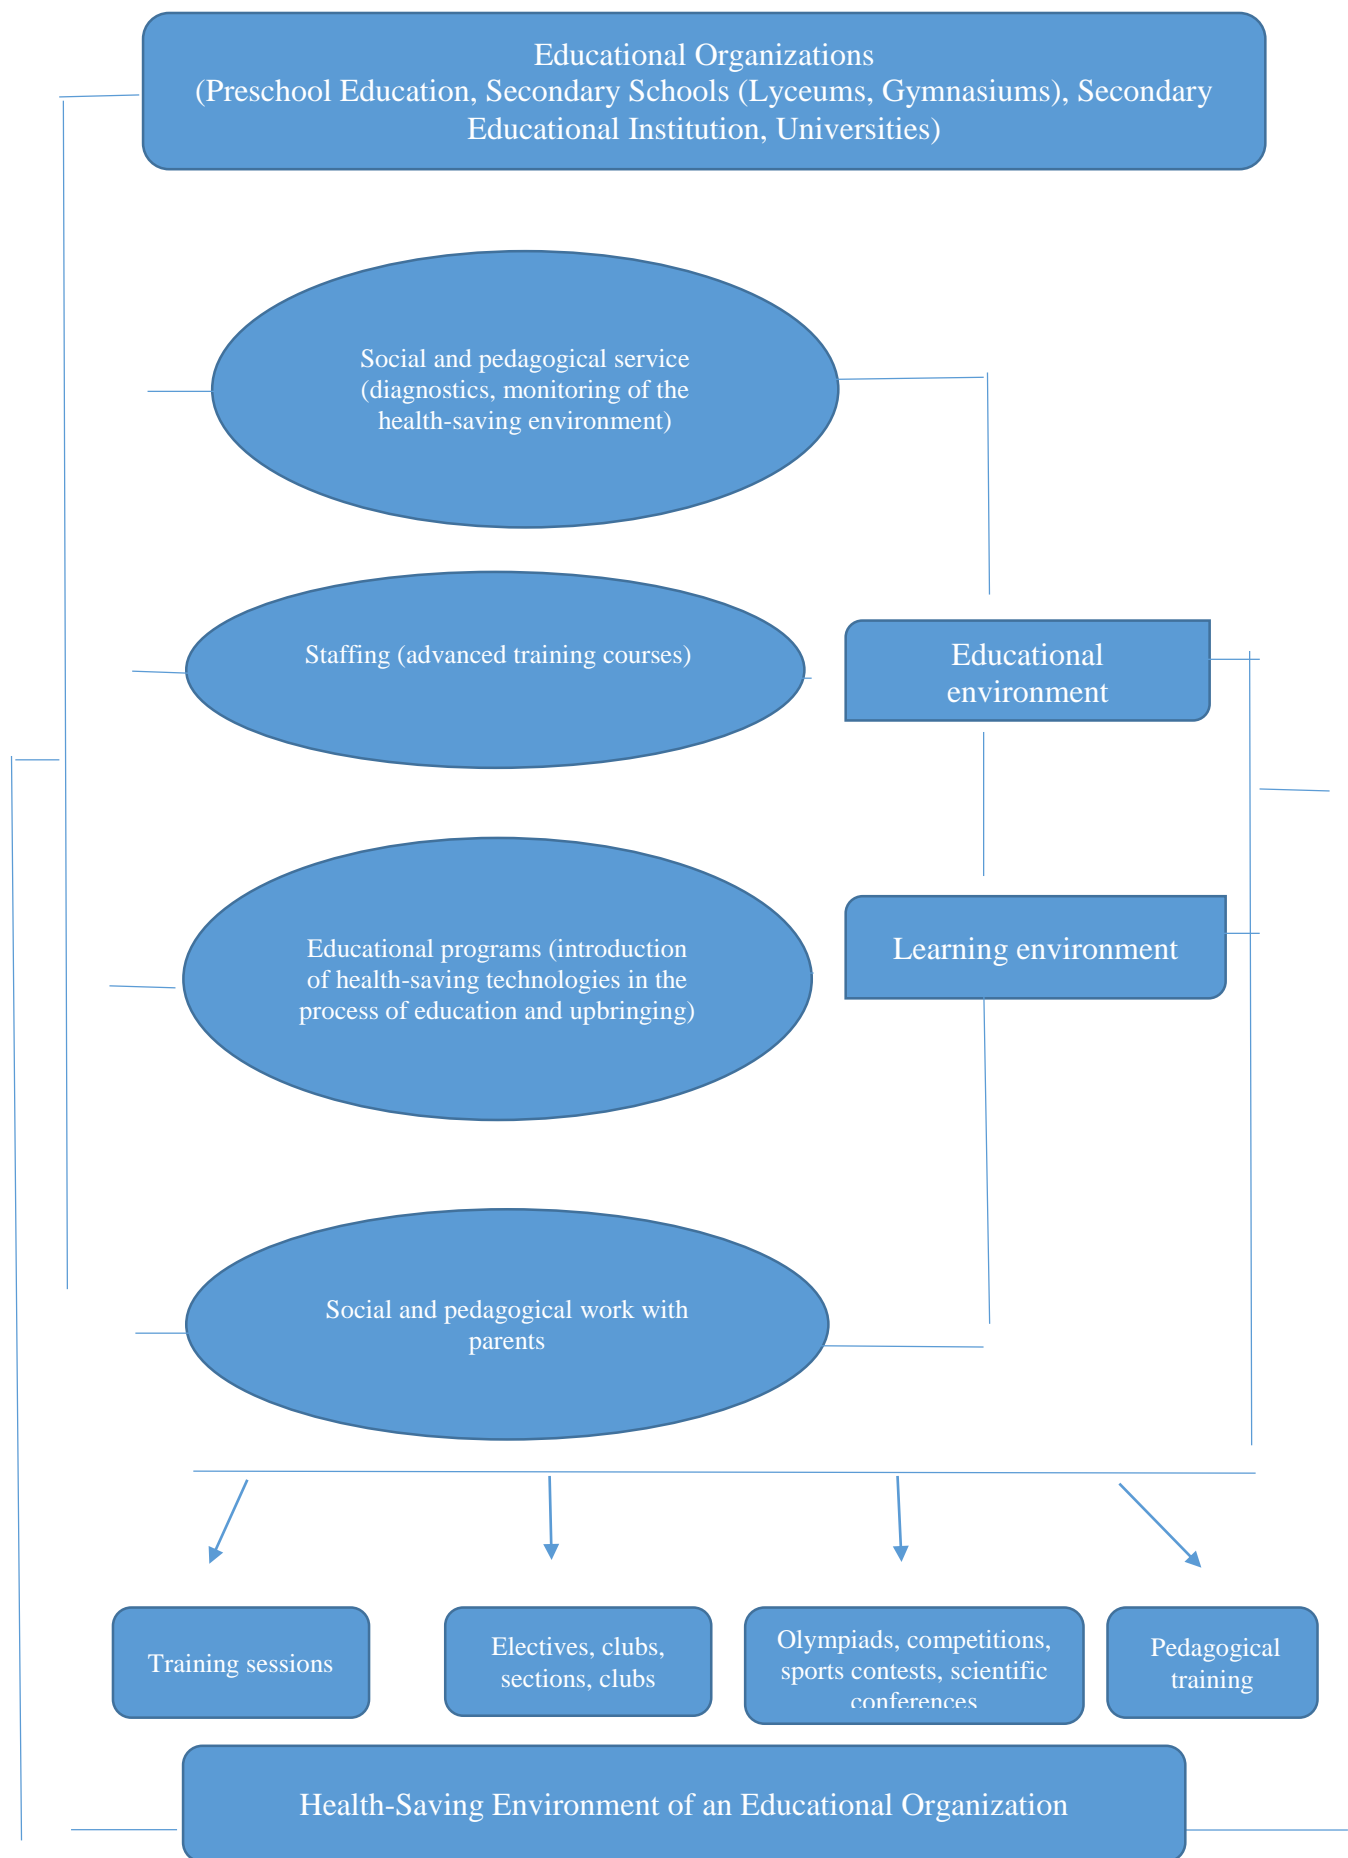 Educational Organizations
(Preschool Education, Secondary Schools (Lyceums, Gymnasiums), Secondary
Educational Institution, Universities)
Social and pedagogical service
(diagnostics, monitoring of the
health-saving environment)
Staffing (advanced training courses)
Educational
environment
Educational programs (introduction
of health-saving technologies in the
process of education and upbringing)
Learning environment
Social and pedagogical work with
parents
Training sessions
Electives, clubs,
sections, clubs
Olympiads, competitions,
sports contests, scientific
conferences
Pedagogical
training
Health-Saving Environment of an Educational Organization